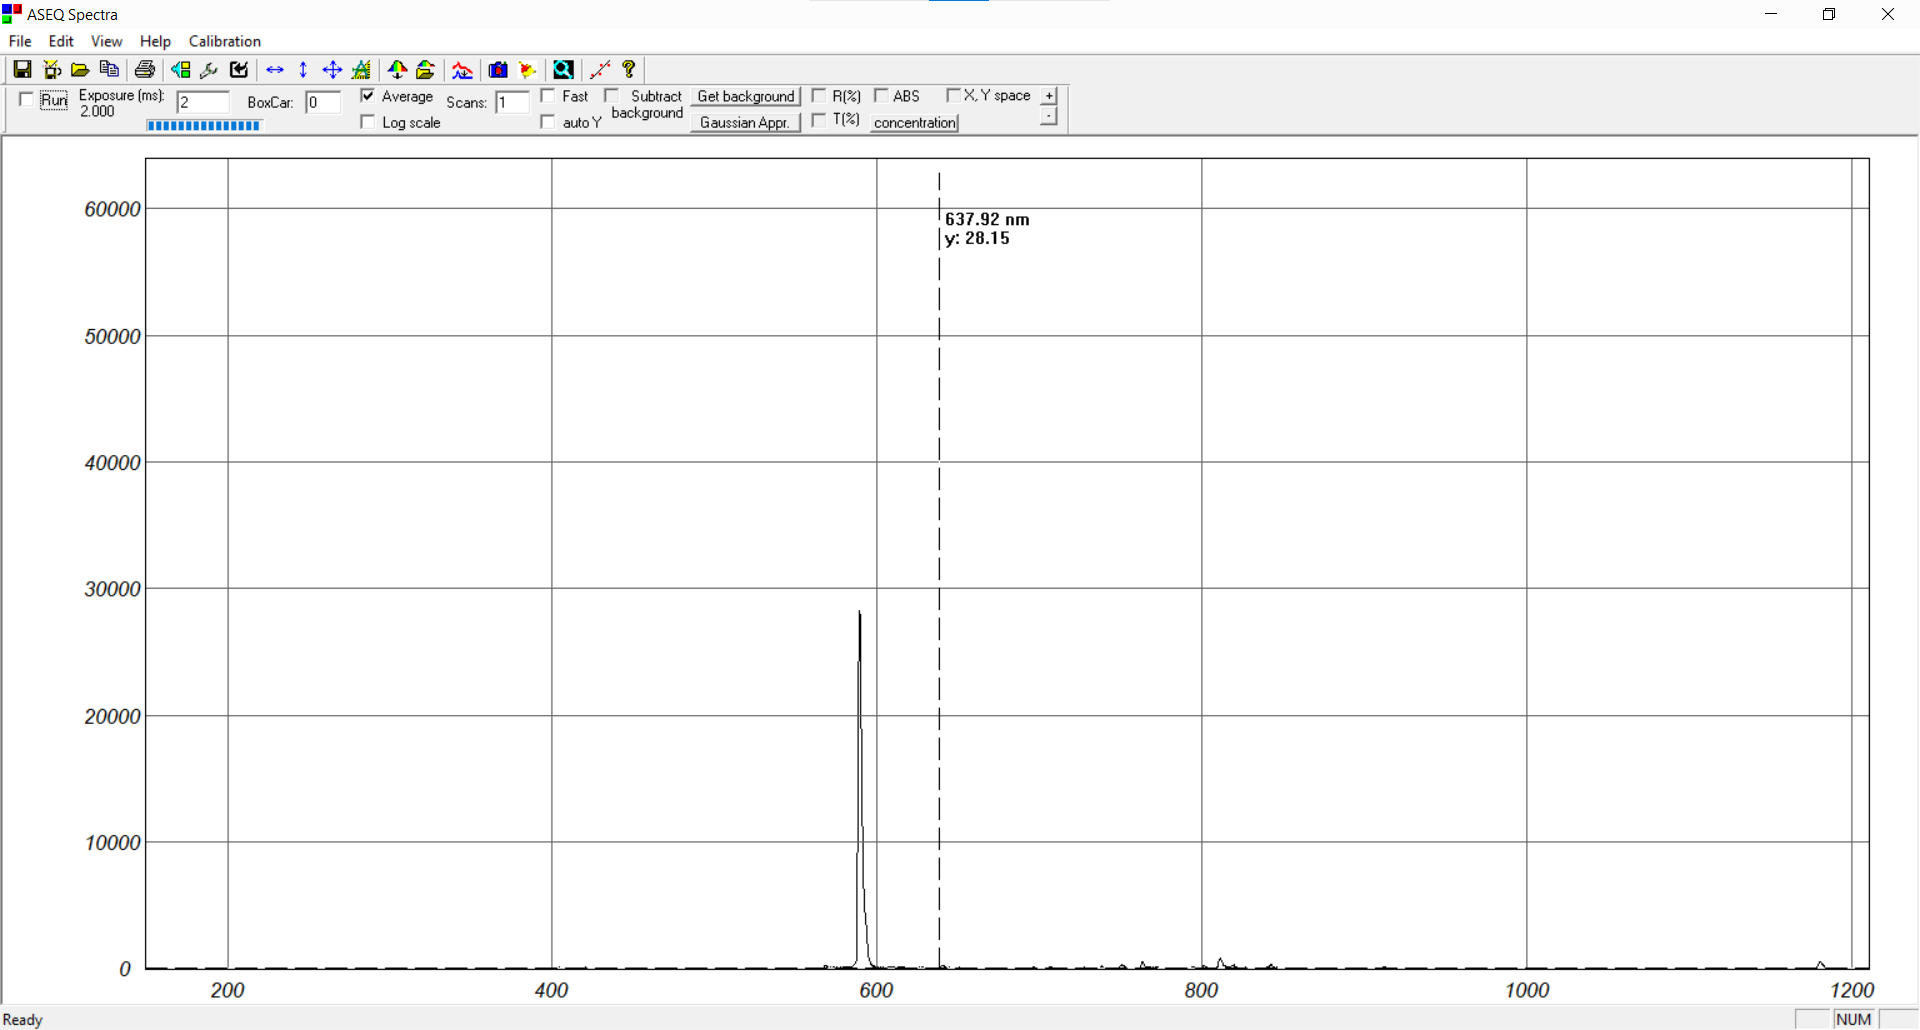 ASEQ Spectra
File Edit View Help Calibration
Run Exposure (ms): 2 BoxCar: 0 Average Scans: 1 Fast Subtract background Get background R(%) ABS X, Y space +
2.000 Log scale auto Y Gaussian Appr. T(%) concentration -
637.92 nm
y: 28.15
60000
50000
40000
30000
20000
10000
0
200 400 600 800 1000 1200
Ready NUM